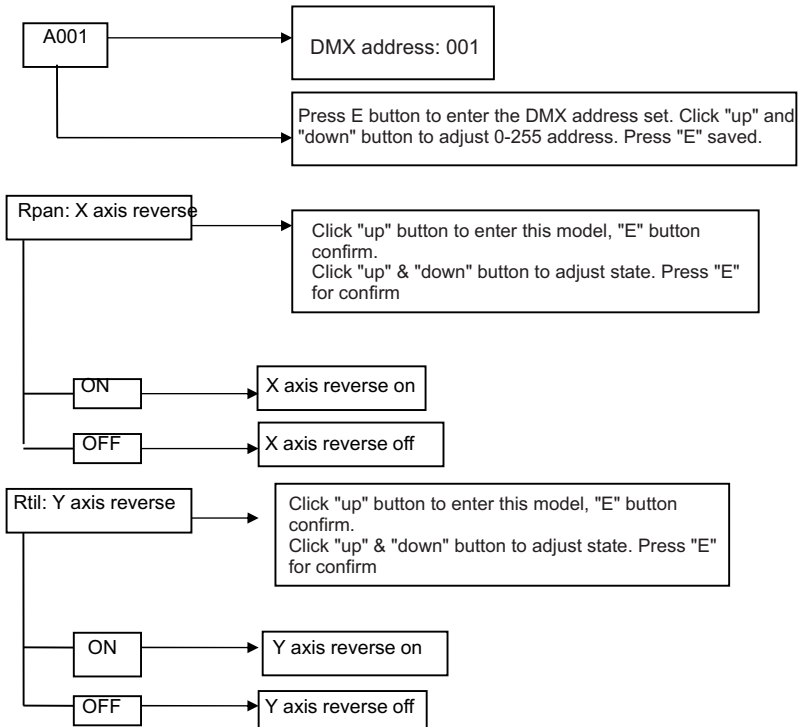 A001
DMX address: 001
Press E button to enter the DMX address set. Click "up" and
"down" button to adjust 0-255 address. Press "E" saved.
Rpan: X axis reverse
Click "up" button to enter this model, "E" button
confirm.
Click "up" & "down" button to adjust state. Press "E"
for confirm
ON
X axis reverse on
OFF
X axis reverse off
Rtil: Y axis reverse
Click "up" button to enter this model, "E" button
confirm.
Click "up" & "down" button to adjust state. Press "E"
for confirm
ON
Y axis reverse on
OFF
Y axis reverse off